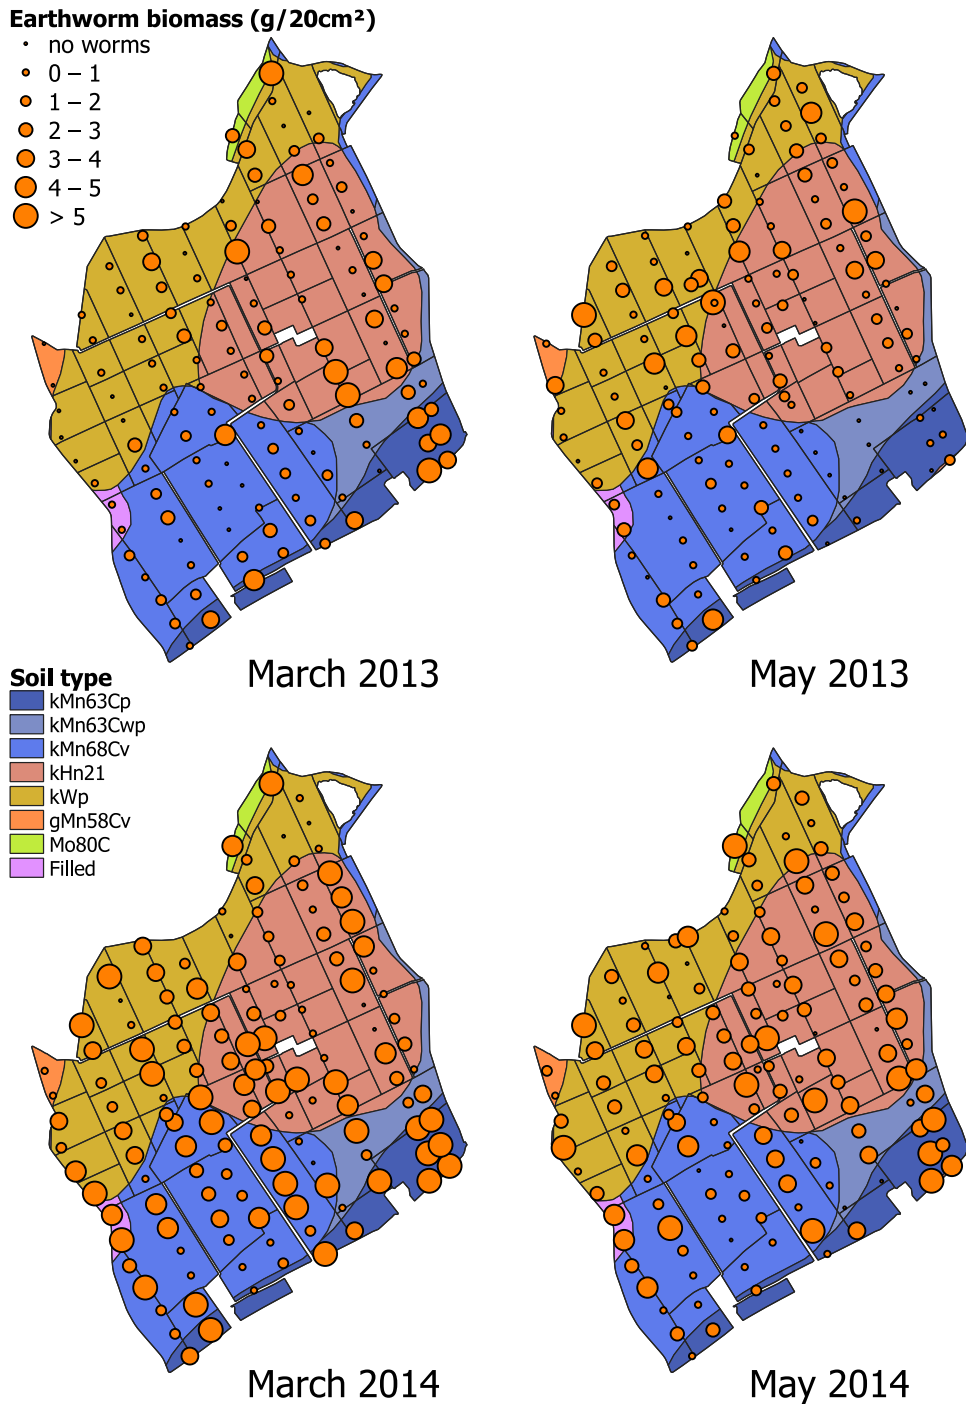 Earthworm biomass (g/20cm²)
no worms
0 – 1
1 – 2
2 – 3
3 – 4
4 – 5
> 5
March 2013
May 2013
Soil type
kMn63Cp
kMn63Cwp
kMn68Cv
kHn21
kWp
gMn58Cv
Mo80C
Filled
March 2014
May 2014